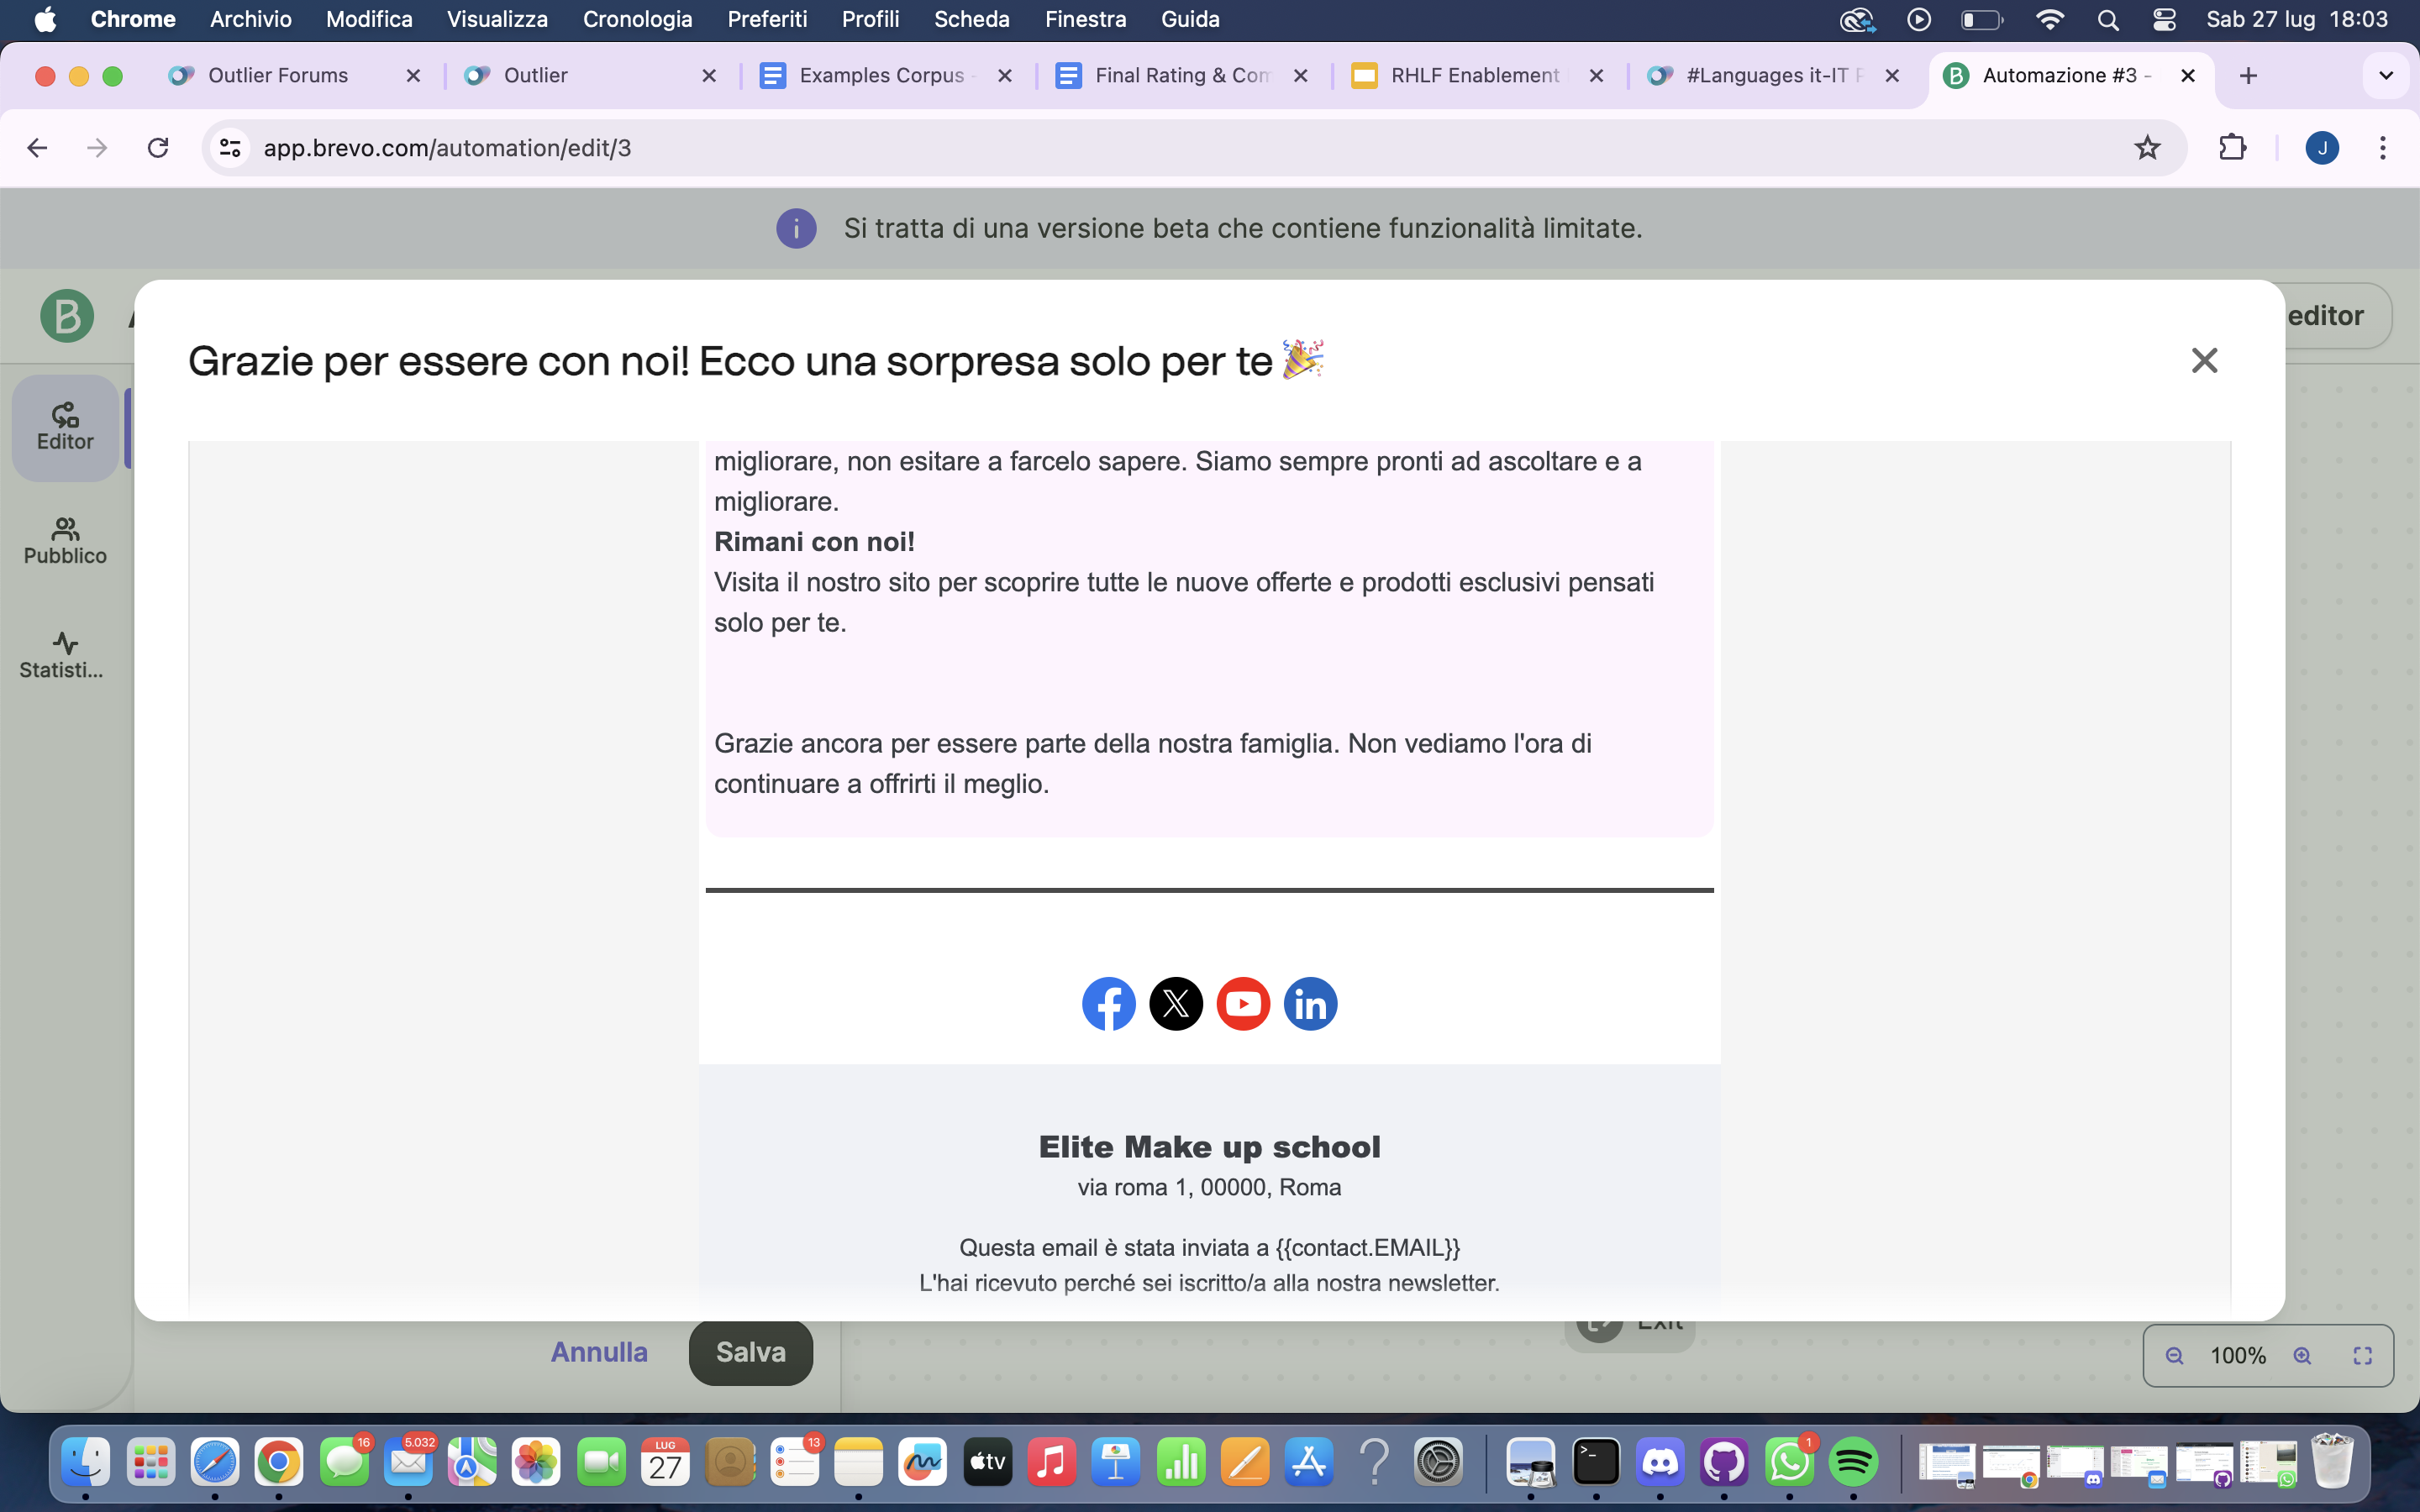 Chrome Archivio Modifica Visualizza Cronologia Preferiti Profili Scheda Finestra Guida Sab 27 lug 18:03
Outlier Forums Outlier Examples Corpus - Final Rating & Com RHLF Enablement #Languages it-IT Automazione #3 -
app.brevo.com/automation/edit/3 J
Si tratta di una versione beta che contiene funzionalità limitate.
B editor
Grazie per essere con noi! Ecco una sorpresa solo per te
Editor
Pubblico
Statisti...
migliorare, non esitare a farcelo sapere. Siamo sempre pronti ad ascoltare e a
migliorare.
Rimani con noi!
Visita il nostro sito per scoprire tutte le nuove offerte e prodotti esclusivi pensati
solo per te.
Grazie ancora per essere parte della nostra famiglia. Non vediamo l'ora di
continuare a offrirti il meglio.
Elite Make up school
via roma 1, 00000, Roma
Questa email è stata inviata a {{contact.EMAIL}}
L'hai ricevuto perché sei iscritto/a alla nostra newsletter.
Exit
Annulla Salva 100%
16 5.032 LUG 27 13 tv 1